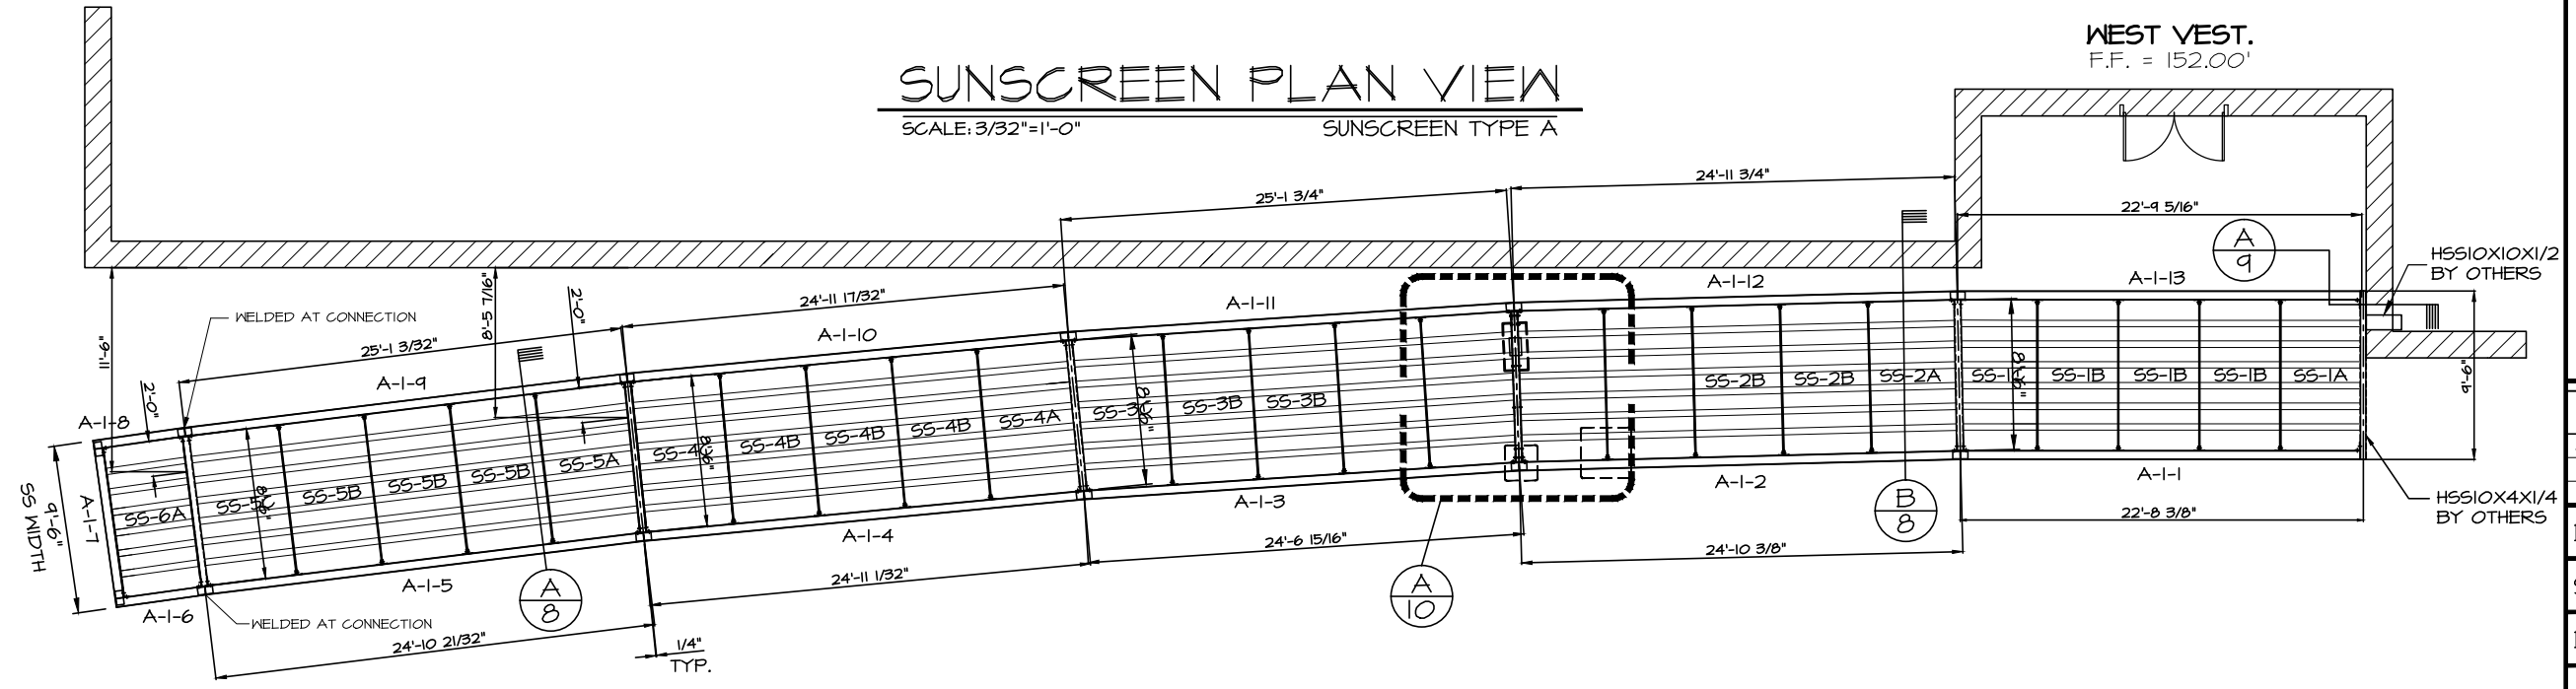 WEST VEST.
F.F. = 152.00'
SUNSCREEN PLAN VIEW
SCALE: 3/32"=1'-0"
SUNSCREEN TYPE A
25'-1 3/4"
24'-11 3/4"
22'-9 5/16"
A
9
HSS10X10X1/2
BY OTHERS
A-1-13
A-1-12
A-1-11
24'-11 17/32"
A-1-10
8'-5 7/16"
2'-0"
WELDED AT CONNECTION
25'-1 3/32"
A-1-9
11'-6"
2'-0"
A-1-8
SS-6A
SS-5B
SS-5B
SS-5B
SS-5A
SS-4B
SS-4B
SS-4B
SS-4A
SS-3B
SS-3B
SS-2B
SS-2B
SS-2A
SS-1B
SS-1B
SS-1B
SS-1A
9'-6"
A-1-7
9'-6"
SS WIDTH
A-1-6
A-1-5
A-1-4
A-1-3
A-1-2
A-1-1
HSS10X4X1/4
BY OTHERS
WELDED AT CONNECTION
24'-10 21/32"
A
8
1/4"
TYP.
24'-11 1/32"
24'-6 15/16"
A
10
24'-10 3/8"
B
8
22'-8 3/8"